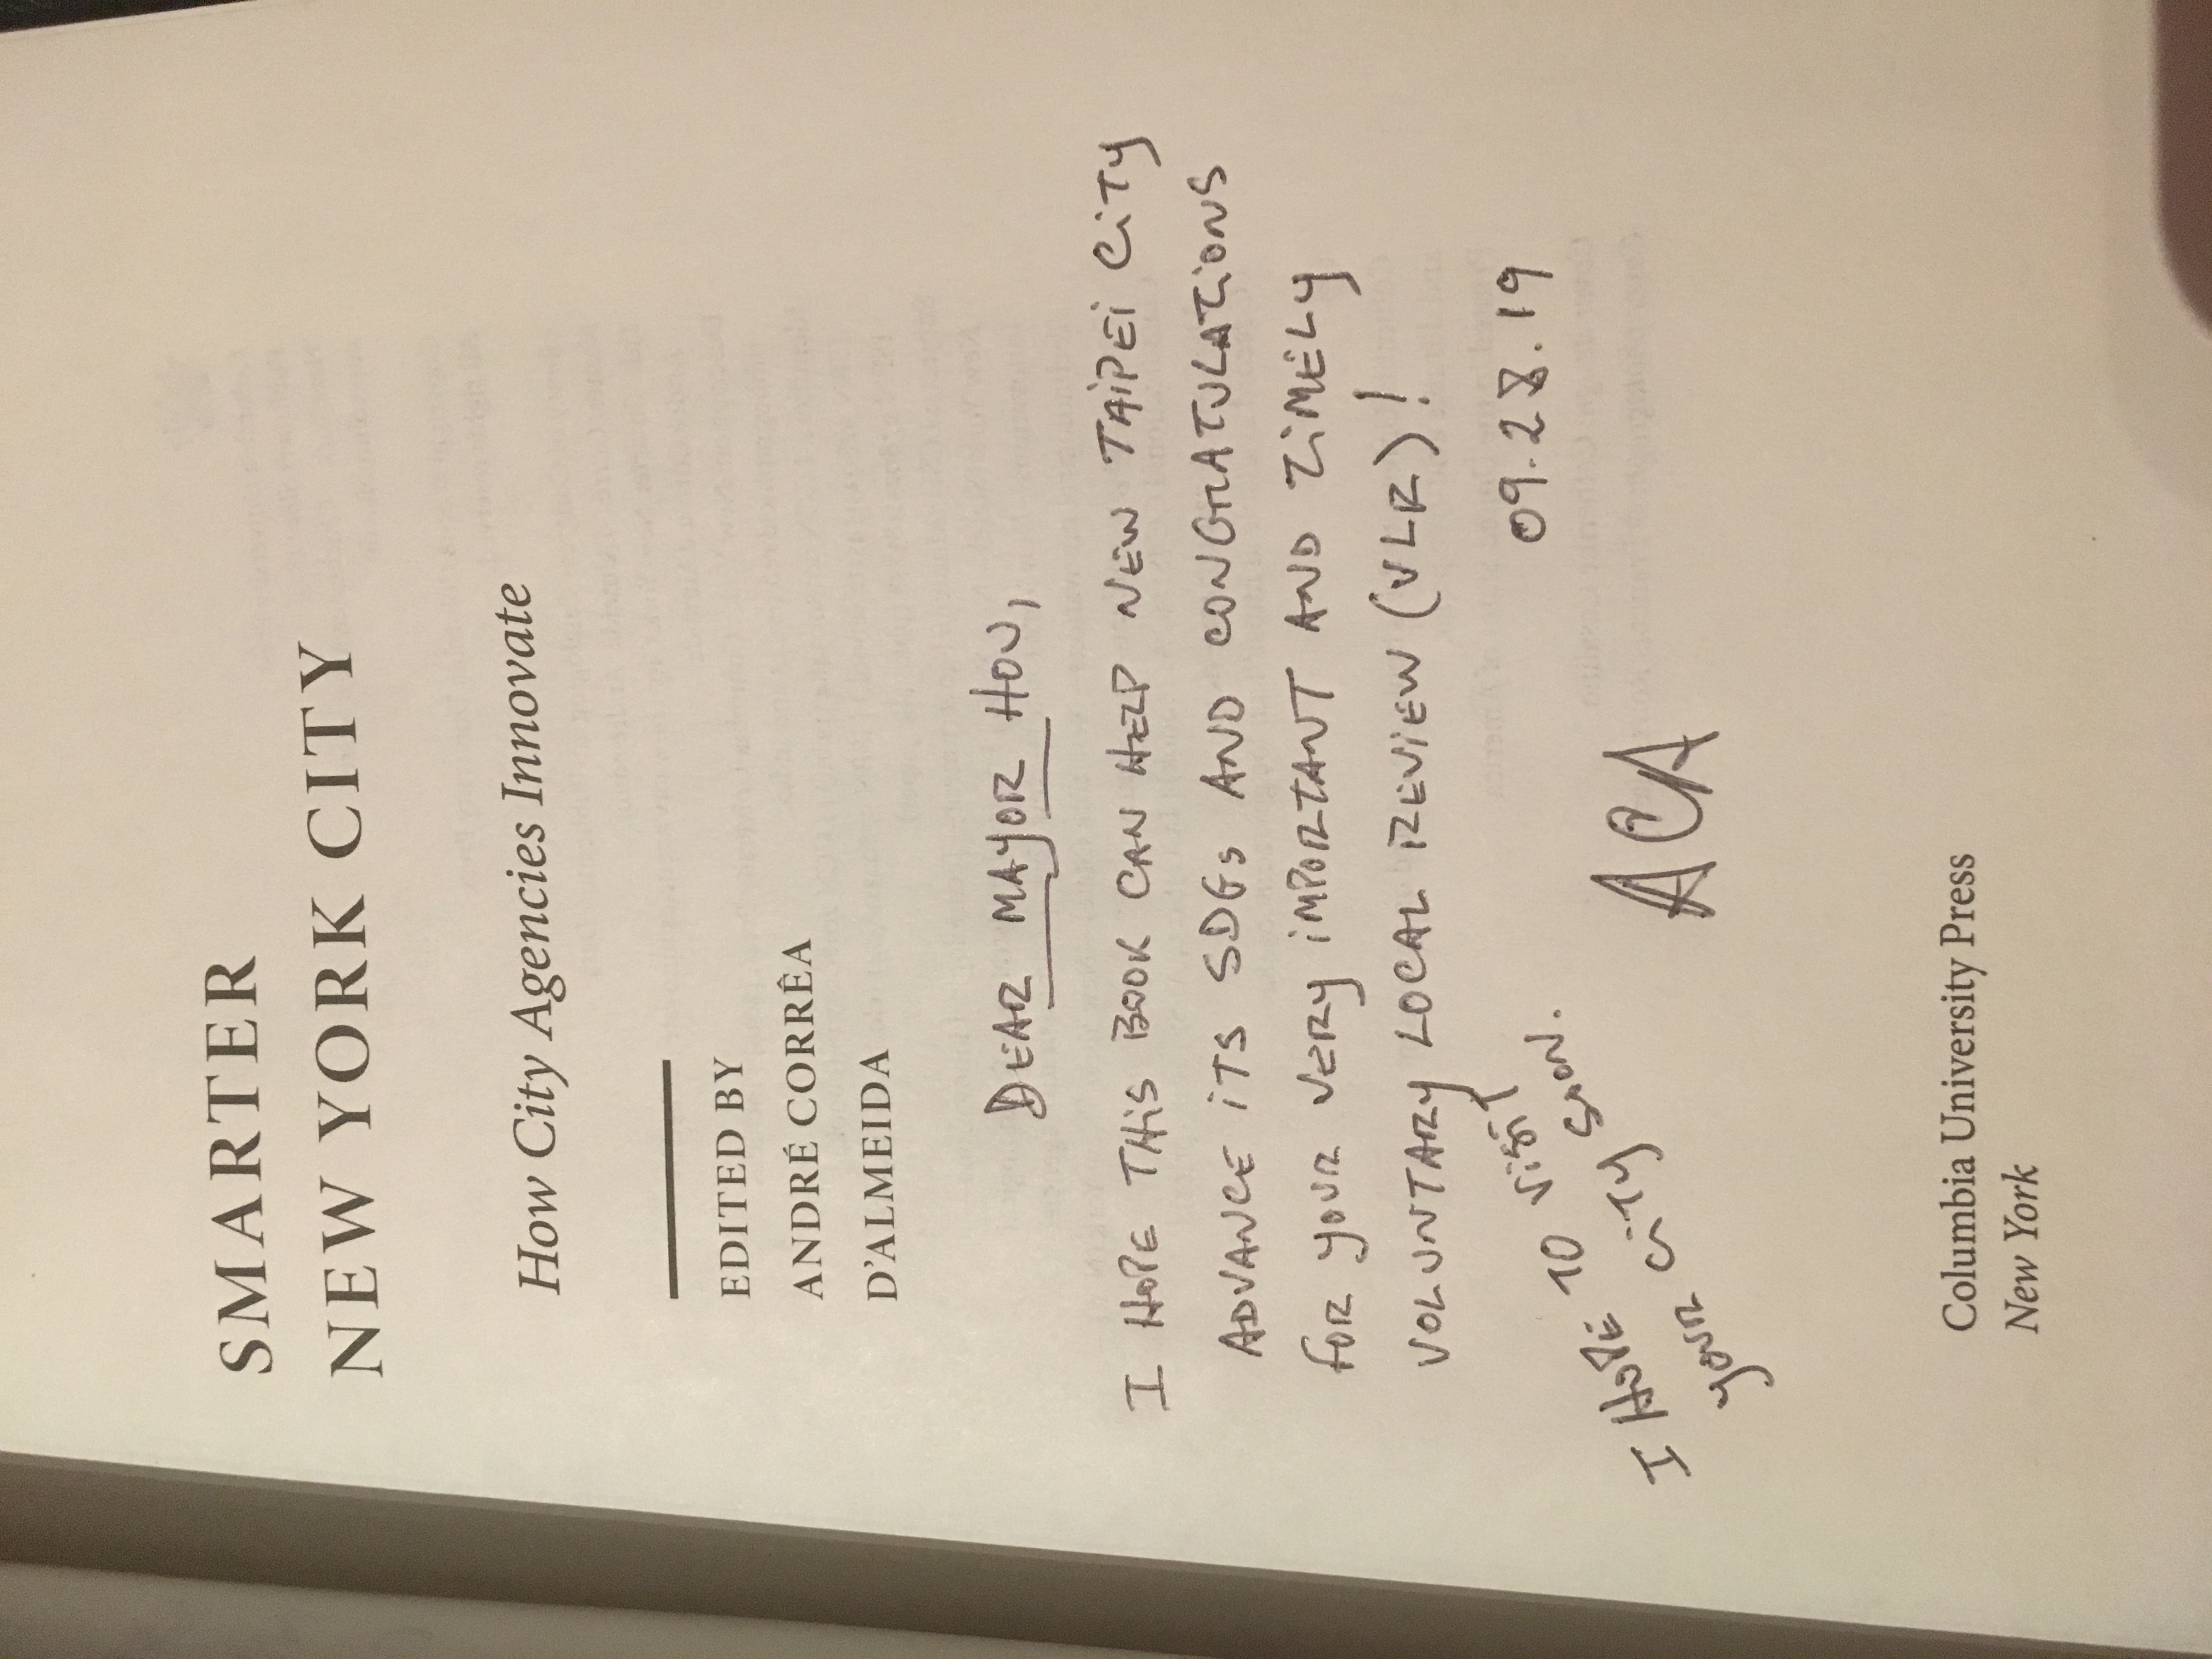 SMARTER
NEW YORK CITY
How City Agencies Innovate
EDITED BY
ANDRÉ CORRÊA
D'ALMEIDA
DEAR MAYOR HOU,
I HOPE THIS BOOK CAN HELP NEW TAIPEI CITY
ADVANCE ITS SDGs AND CONGRATULATIONS
FOR YOUR VERY IMPORTANT AND TIMELY
VOLUNTARY LOCAL REVIEW (VLR)!
09.28.19
I HOPE TO VISIT
YOUR CITY SOON.
ACA
Columbia University Press
New York